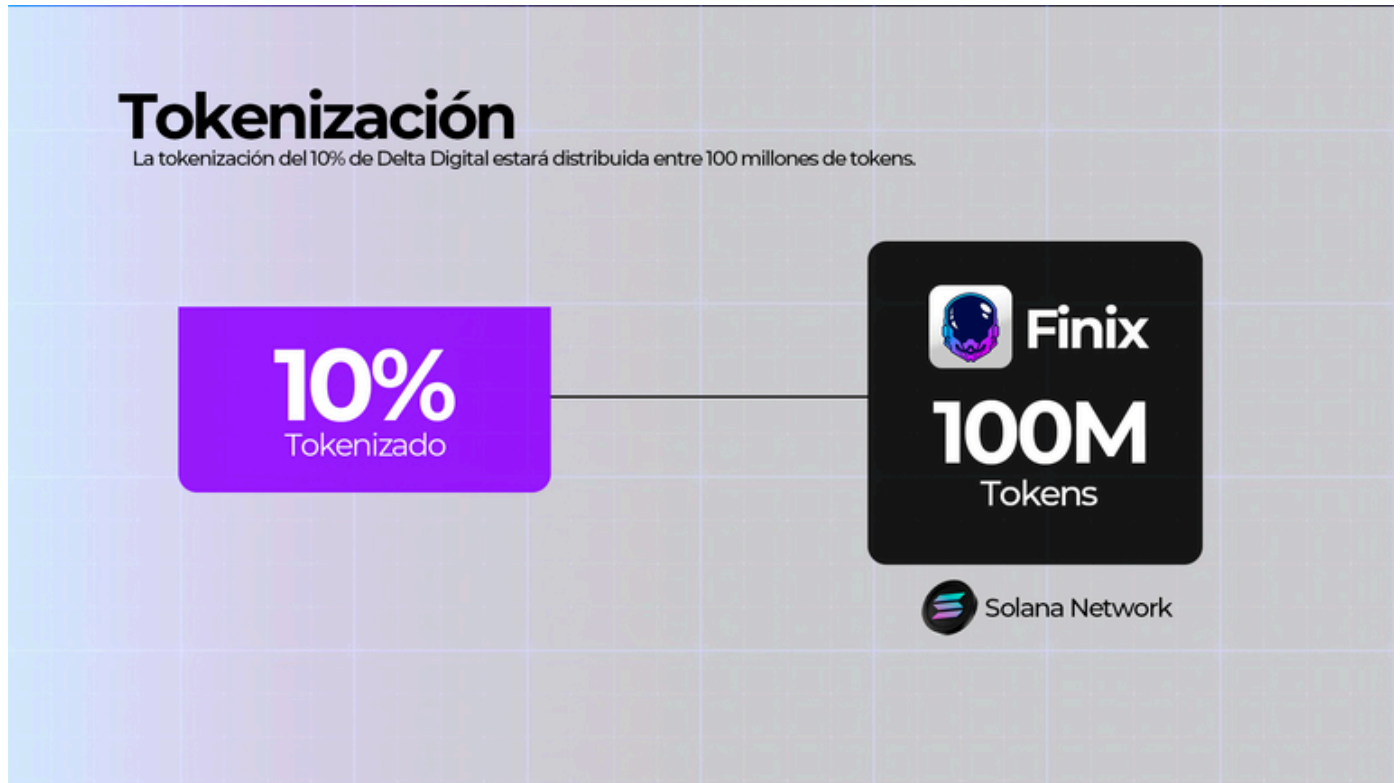 Tokenización
La tokenización del 10% de Delta Digital estará distribuida entre 100 millones de tokens.
10%
Tokenizado
Finix
100M
Tokens
Solana Network